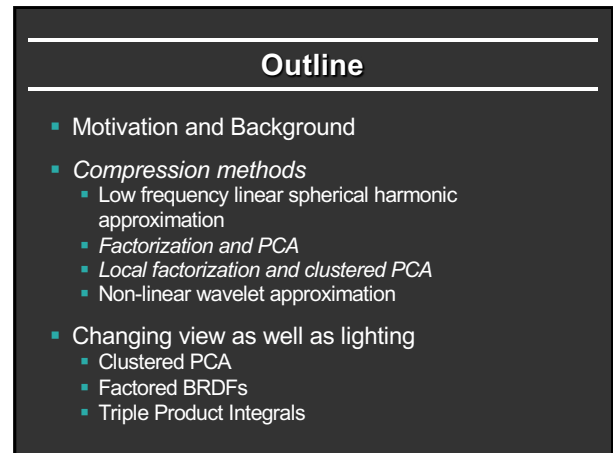 Outline
▪ Motivation and Background
▪ Compression methods
▪ Low frequency linear spherical harmonic
approximation
▪ Factorization and PCA
▪ Local factorization and clustered PCA
▪ Non-linear wavelet approximation
▪ Changing view as well as lighting
▪ Clustered PCA
▪ Factored BRDFs
▪ Triple Product Integrals